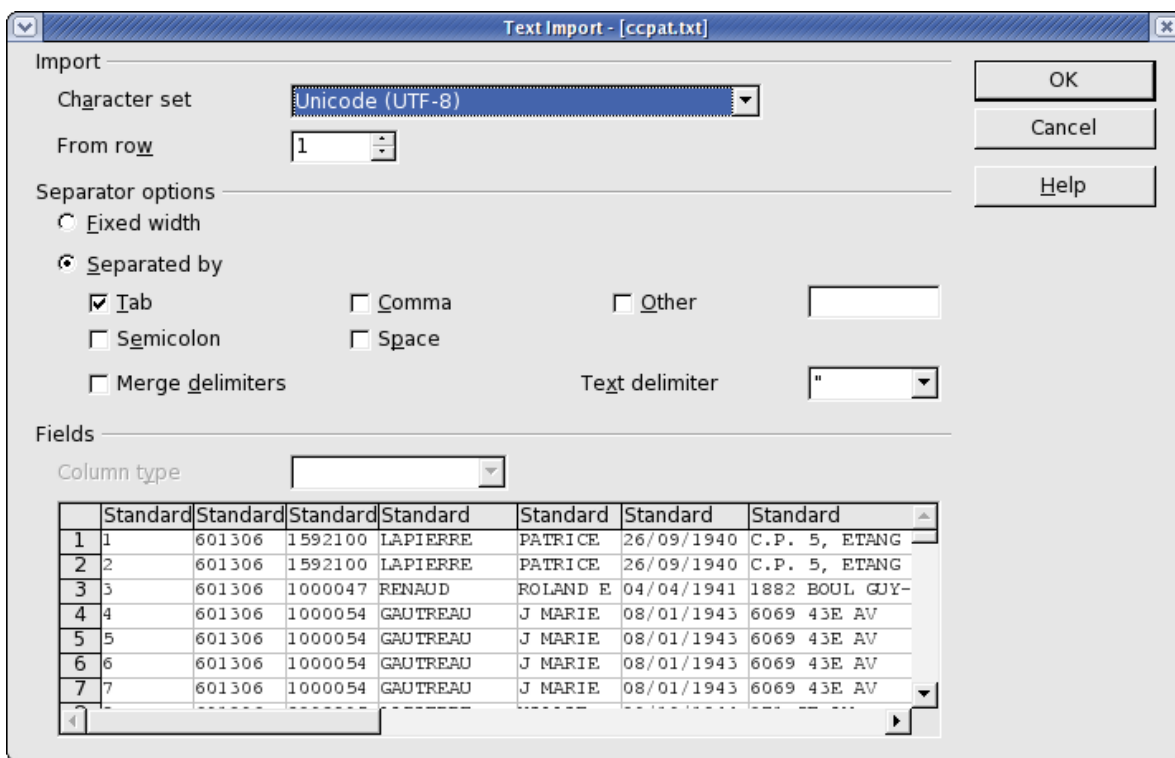 Text Import - [ccpat.txt]
Import
Character set Unicode (UTF-8)
From row 1
OK
Cancel
Help
Separator options
Fixed width
Separated by
Tab Comma Other
Semicolon Space
Merge delimiters Text delimiter "
Fields
Column type
Standard Standard Standard Standard Standard Standard Standard
1 1 601306 1592100 LAPIERRE PATRICE 26/09/1940 C.P. 5, ETANG
2 2 601306 1592100 LAPIERRE PATRICE 26/09/1940 C.P. 5, ETANG
3 3 601306 1000047 RENAUD ROLAND E 04/04/1941 1882 BOUL GUY-
4 4 601306 1000054 GAUTREAU J MARIE 08/01/1943 6069 43E AV
5 5 601306 1000054 GAUTREAU J MARIE 08/01/1943 6069 43E AV
6 6 601306 1000054 GAUTREAU J MARIE 08/01/1943 6069 43E AV
7 7 601306 1000054 GAUTREAU J MARIE 08/01/1943 6069 43E AV